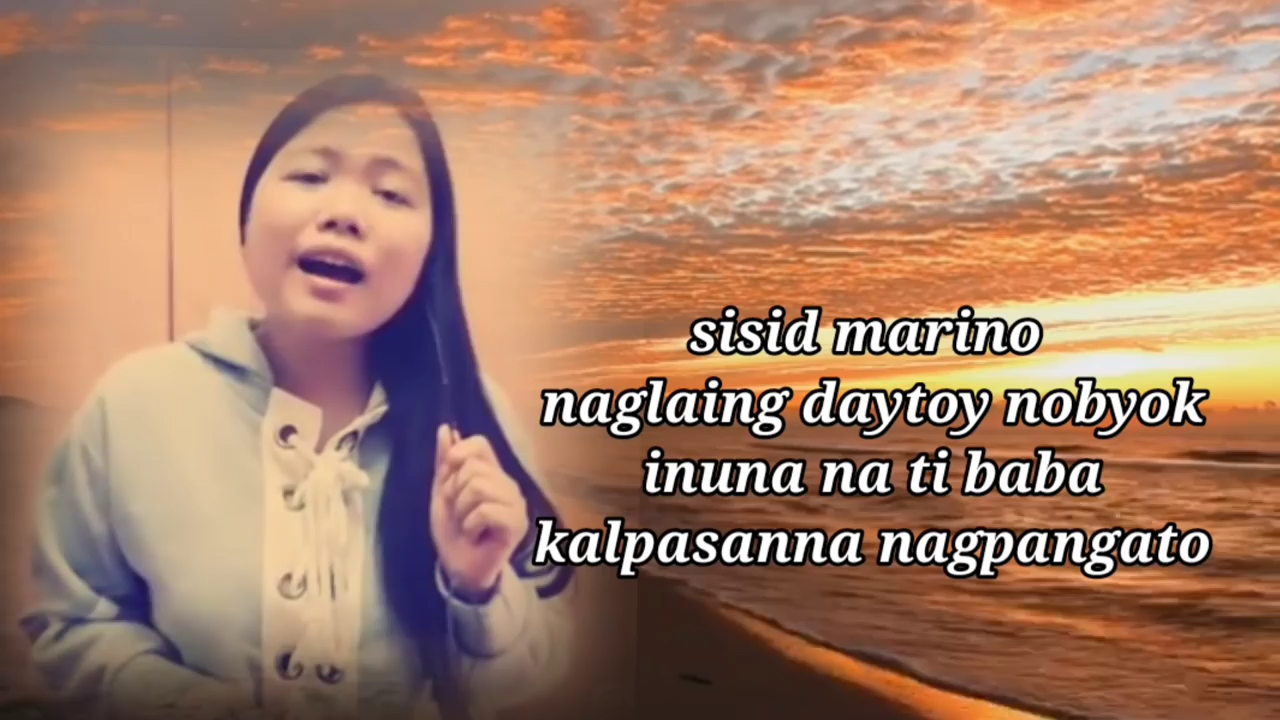 sisid marino
naglaing daytoy nobyok
inuna na ti baba
kalpasanna nagpangato